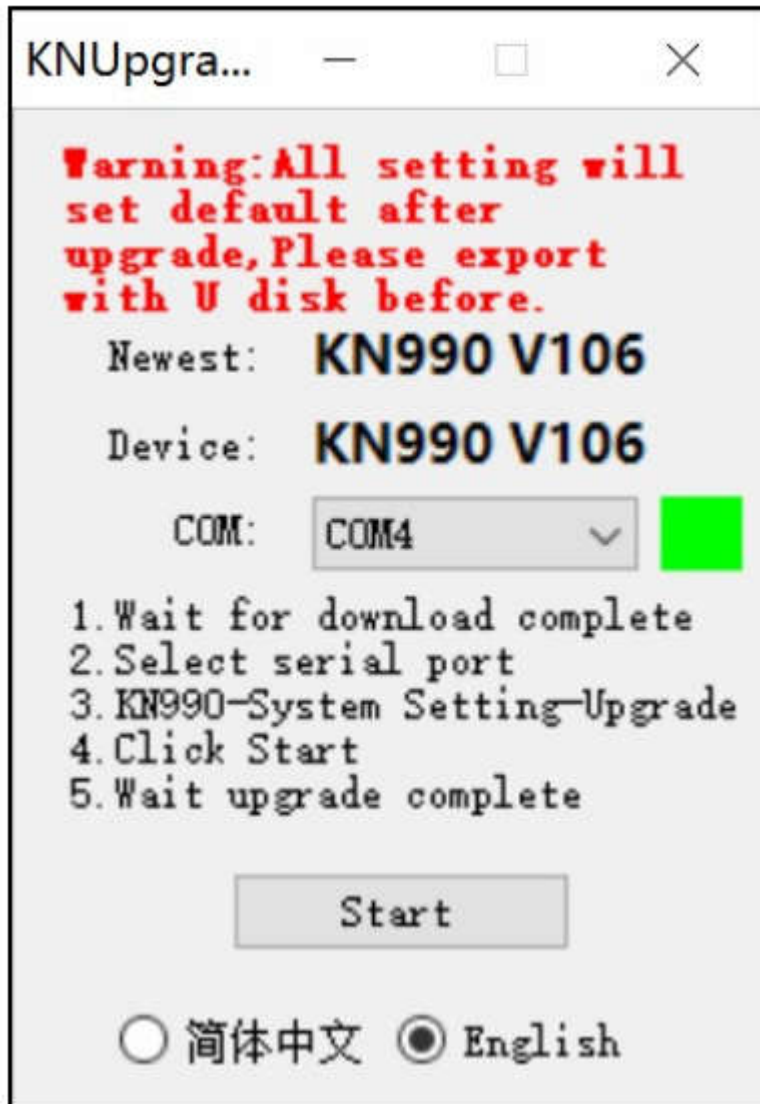 KNUpgra...
Warning:All setting will
set default after
upgrade,Please export
with U disk before.
Newest: KN990 V106
Device: KN990 V106
COM: COM4
1.Wait for download complete
2.Select serial port
3.KN990-System Setting-Upgrade
4.Click Start
5.Wait upgrade complete
Start
简体中文 English